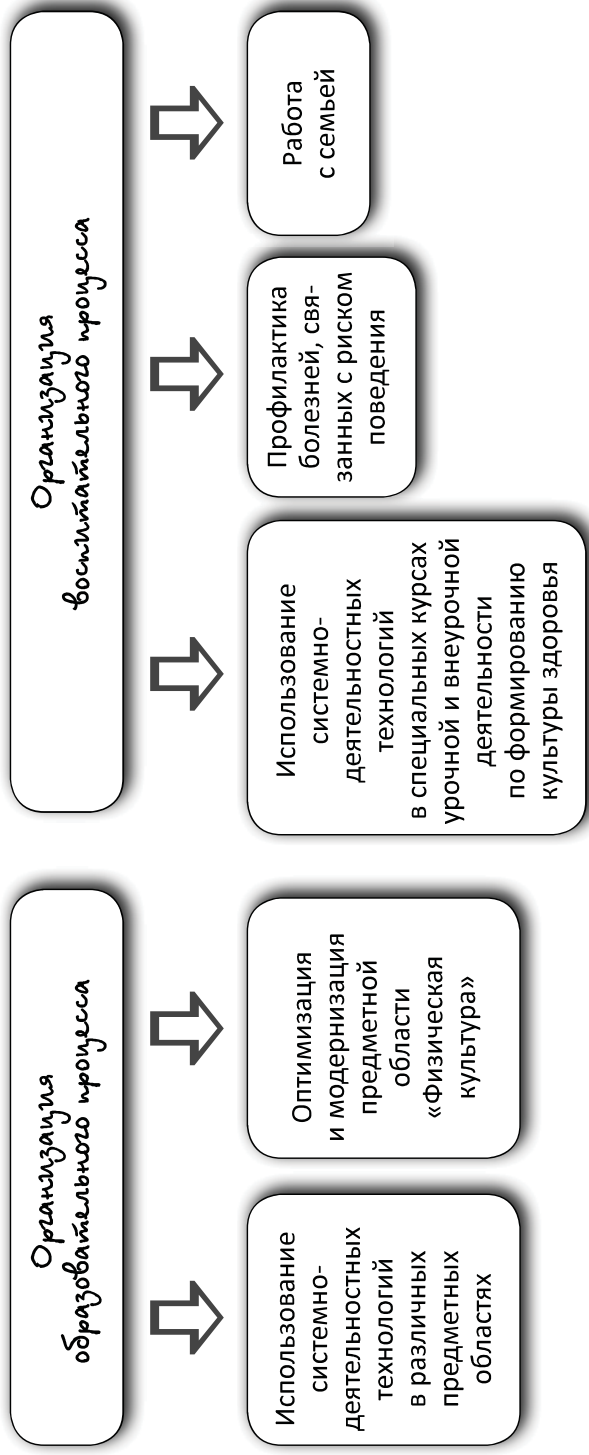 Организация
образовательного процесса
Организация
воспитательного процесса
Использование
системно-
деятельностных
технологий
в различных
предметных
областях
Оптимизация
и модернизация
предметной
области
«Физическая
культура»
Использование
системно-
деятельностных
технологий
в специальных курсах
урочной и внеурочной
деятельности
по формированию
культуры здоровья
Профилактика
болезней, свя-
занных с риском
поведения
Работа
с семьей